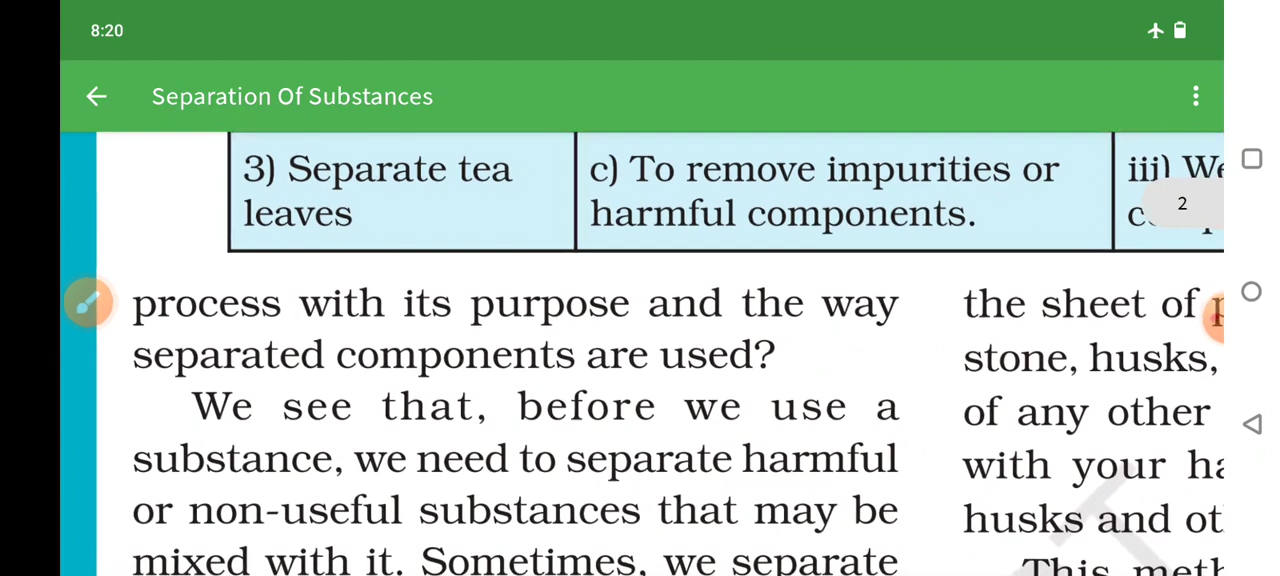 8:20
Separation Of Substances
3) Separate tea
leaves
c) To remove impurities or
harmful components.
iii)
2
process with its purpose and the way
separated components are used?
We see that, before we use a
substance, we need to separate harmful
or non-useful substances that may be
mixed with it. Sometimes, we separate
the sheet of
stone, husks,
of any other
with your
husks and
This